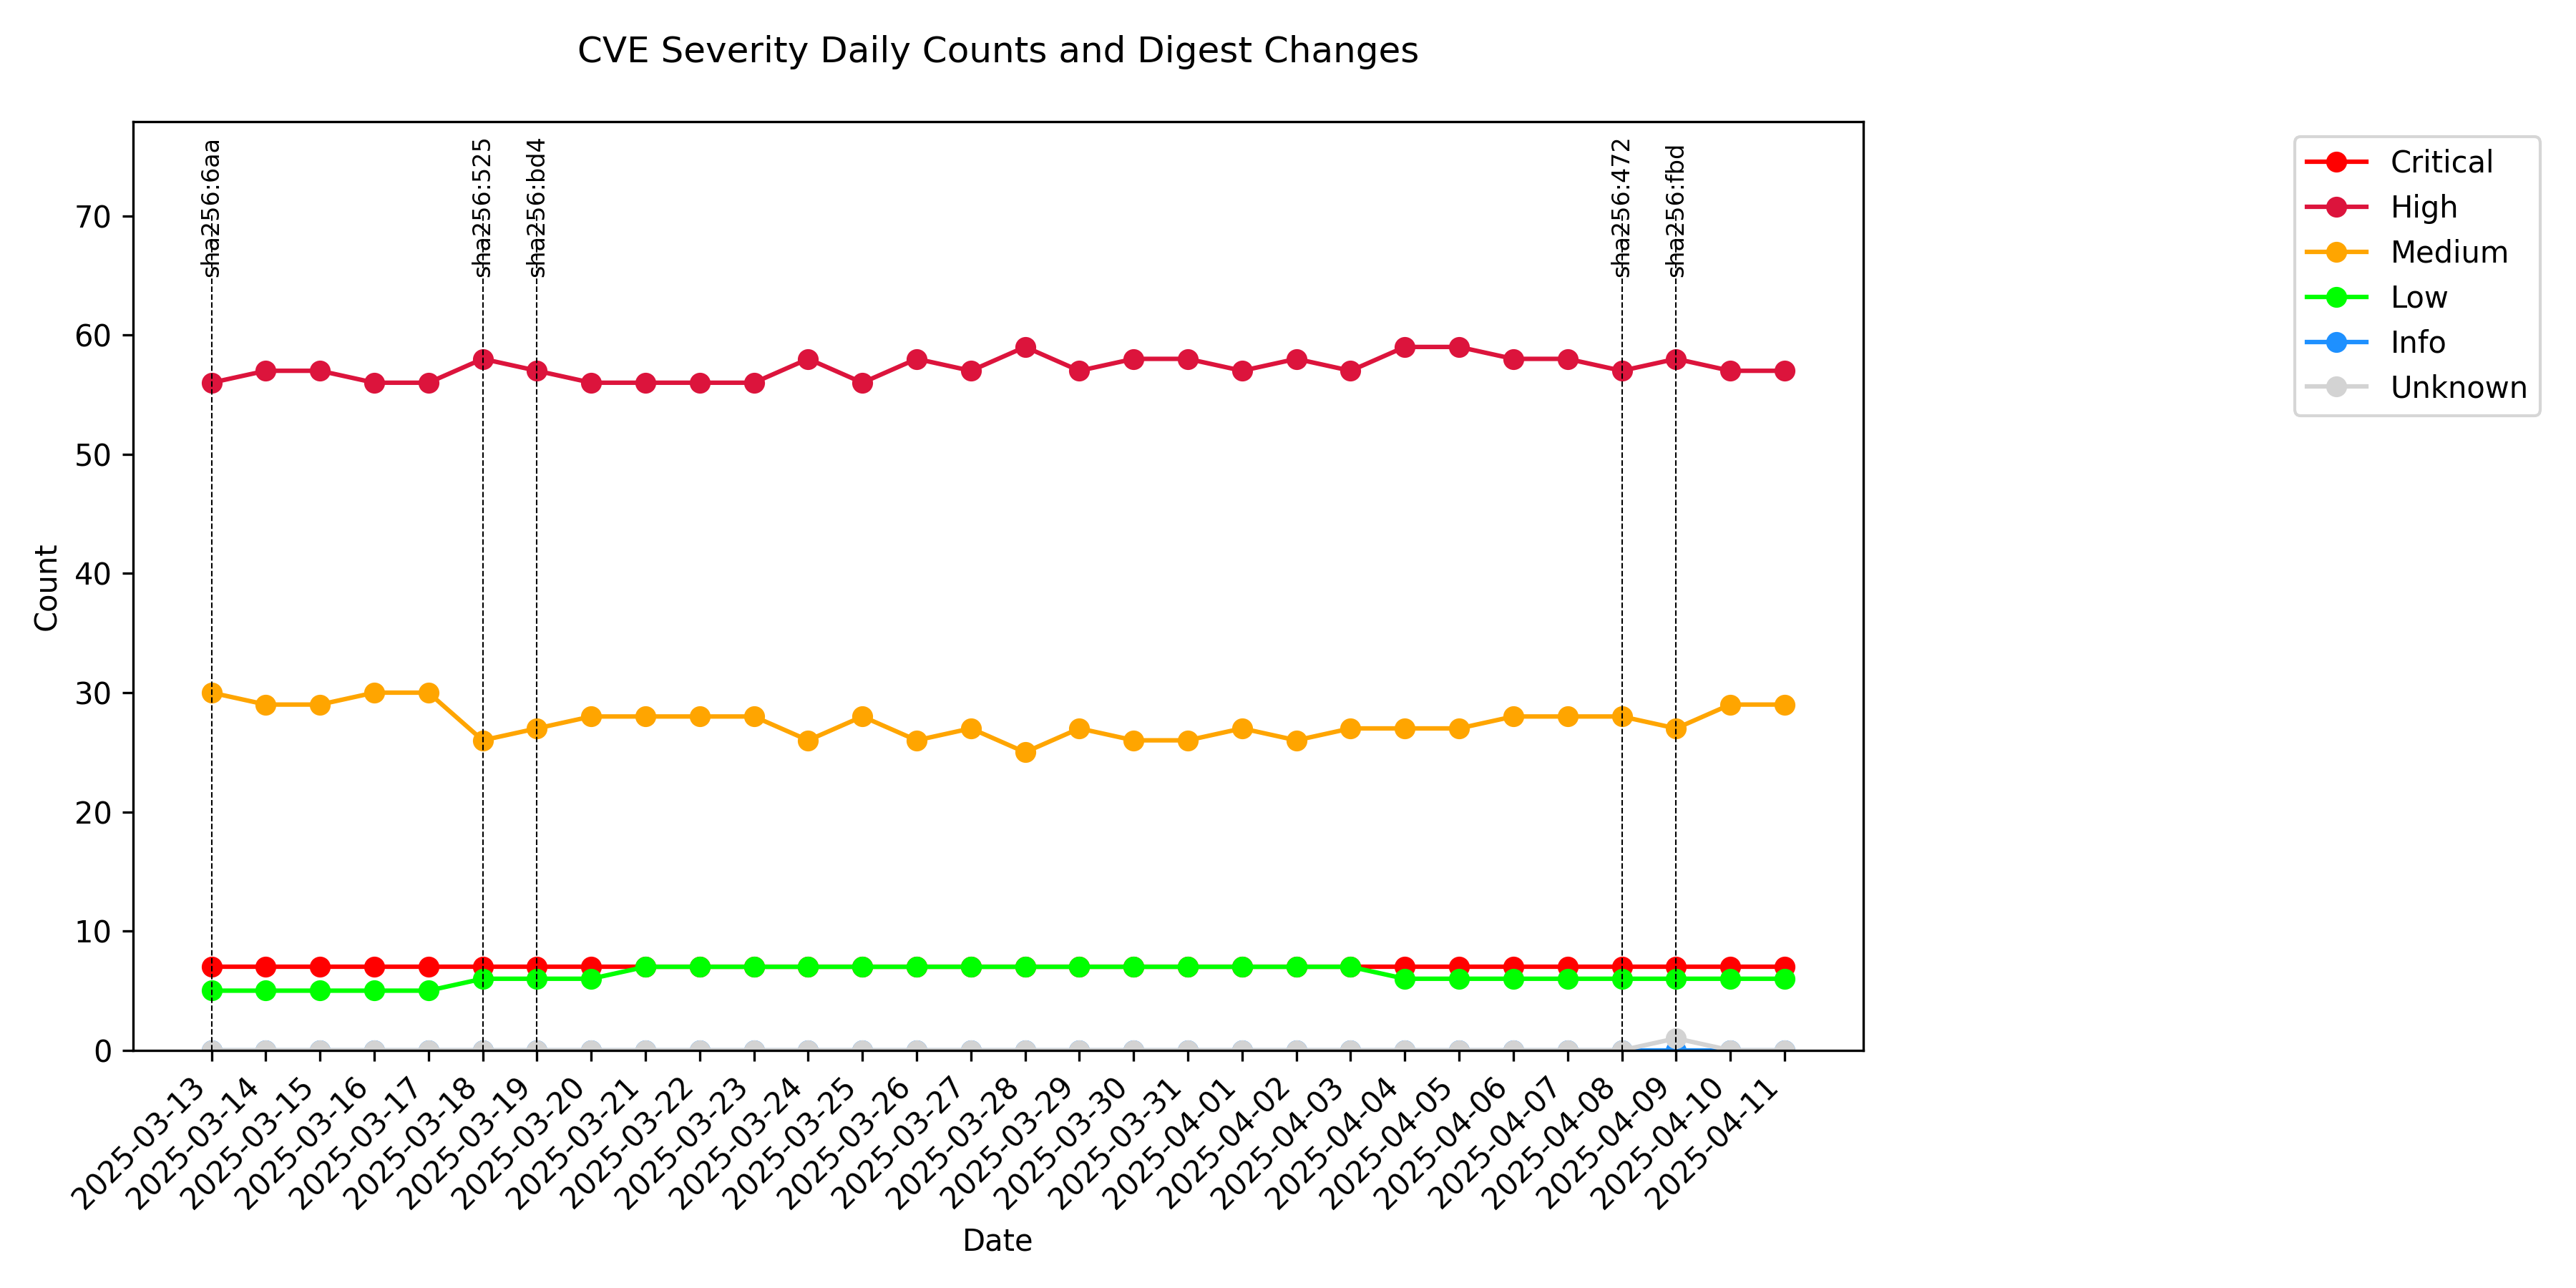 CVE Severity Daily Counts and Digest Changes
sha256:6aa
sha256:525
sha256:bd4
sha256:472
sha256:fbd
Critical
High
Medium
Low
Info
Unknown
Count
70
60
50
40
30
20
10
0
2025-03-13
2025-03-14
2025-03-15
2025-03-16
2025-03-17
2025-03-18
2025-03-19
2025-03-20
2025-03-21
2025-03-22
2025-03-23
2025-03-24
2025-03-25
2025-03-26
2025-03-27
2025-03-28
2025-03-29
2025-03-30
2025-03-31
2025-04-01
2025-04-02
2025-04-03
2025-04-04
2025-04-05
2025-04-06
2025-04-07
2025-04-08
2025-04-09
2025-04-10
2025-04-11
Date